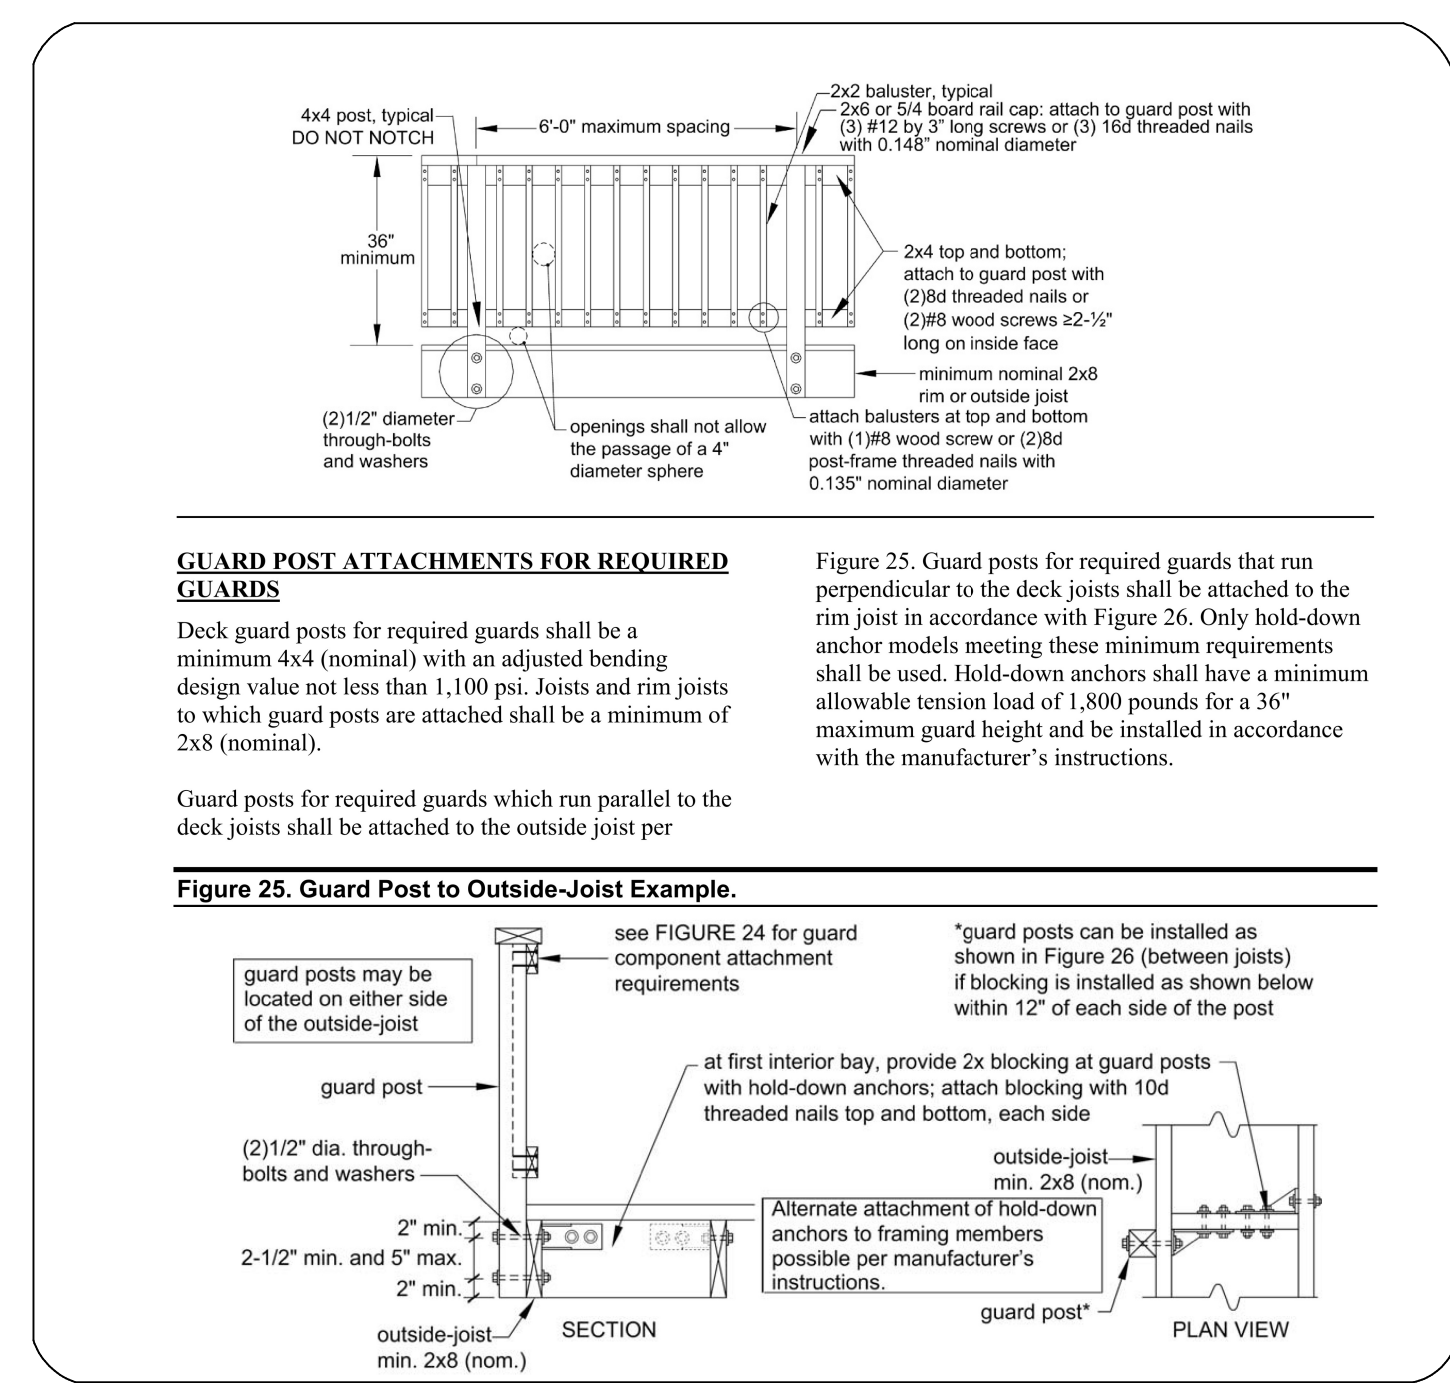 2x2 baluster, typical
2x6 or 5/4 board rail cap: attach to guard post with
(3) #12 by 3” long screws or (3) 16d threaded nails
with 0.148” nominal diameter
4x4 post, typical
DO NOT NOTCH
6'-0" maximum spacing
36"
minimum
2x4 top and bottom;
attach to guard post with
(2)8d threaded nails or
(2)#8 wood screws ≥2-½"
long on inside face
minimum nominal 2x8
rim or outside joist
(2)1/2" diameter
through-bolts
and washers
openings shall not allow
the passage of a 4"
diameter sphere
attach balusters at top and bottom
with (1)#8 wood screw or (2)8d
post-frame threaded nails with
0.135" nominal diameter
GUARD POST ATTACHMENTS FOR REQUIRED
GUARDS
Deck guard posts for required guards shall be a
minimum 4x4 (nominal) with an adjusted bending
design value not less than 1,100 psi. Joists and rim joists
to which guard posts are attached shall be a minimum of
2x8 (nominal).
Guard posts for required guards which run parallel to the
deck joists shall be attached to the outside joist per
Figure 25. Guard posts for required guards that run
perpendicular to the deck joists shall be attached to the
rim joist in accordance with Figure 26. Only hold-down
anchor models meeting these minimum requirements
shall be used. Hold-down anchors shall have a minimum
allowable tension load of 1,800 pounds for a 36"
maximum guard height and be installed in accordance
with the manufacturer’s instructions.
Figure 25. Guard Post to Outside-Joist Example.
guard posts may be
located on either side
of the outside-joist
see FIGURE 24 for guard
component attachment
requirements
*guard posts can be installed as
shown in Figure 26 (between joists)
if blocking is installed as shown below
within 12" of each side of the post
guard post
at first interior bay, provide 2x blocking at guard posts
with hold-down anchors; attach blocking with 10d
threaded nails top and bottom, each side
(2)1/2" dia. through-
bolts and washers
outside-joist
min. 2x8 (nom.)
2" min.
2-1/2" min. and 5" max.
2" min.
Alternate attachment of hold-down
anchors to framing members
possible per manufacturer’s
instructions.
guard post*
outside-joist
min. 2x8 (nom.)
SECTION
PLAN VIEW